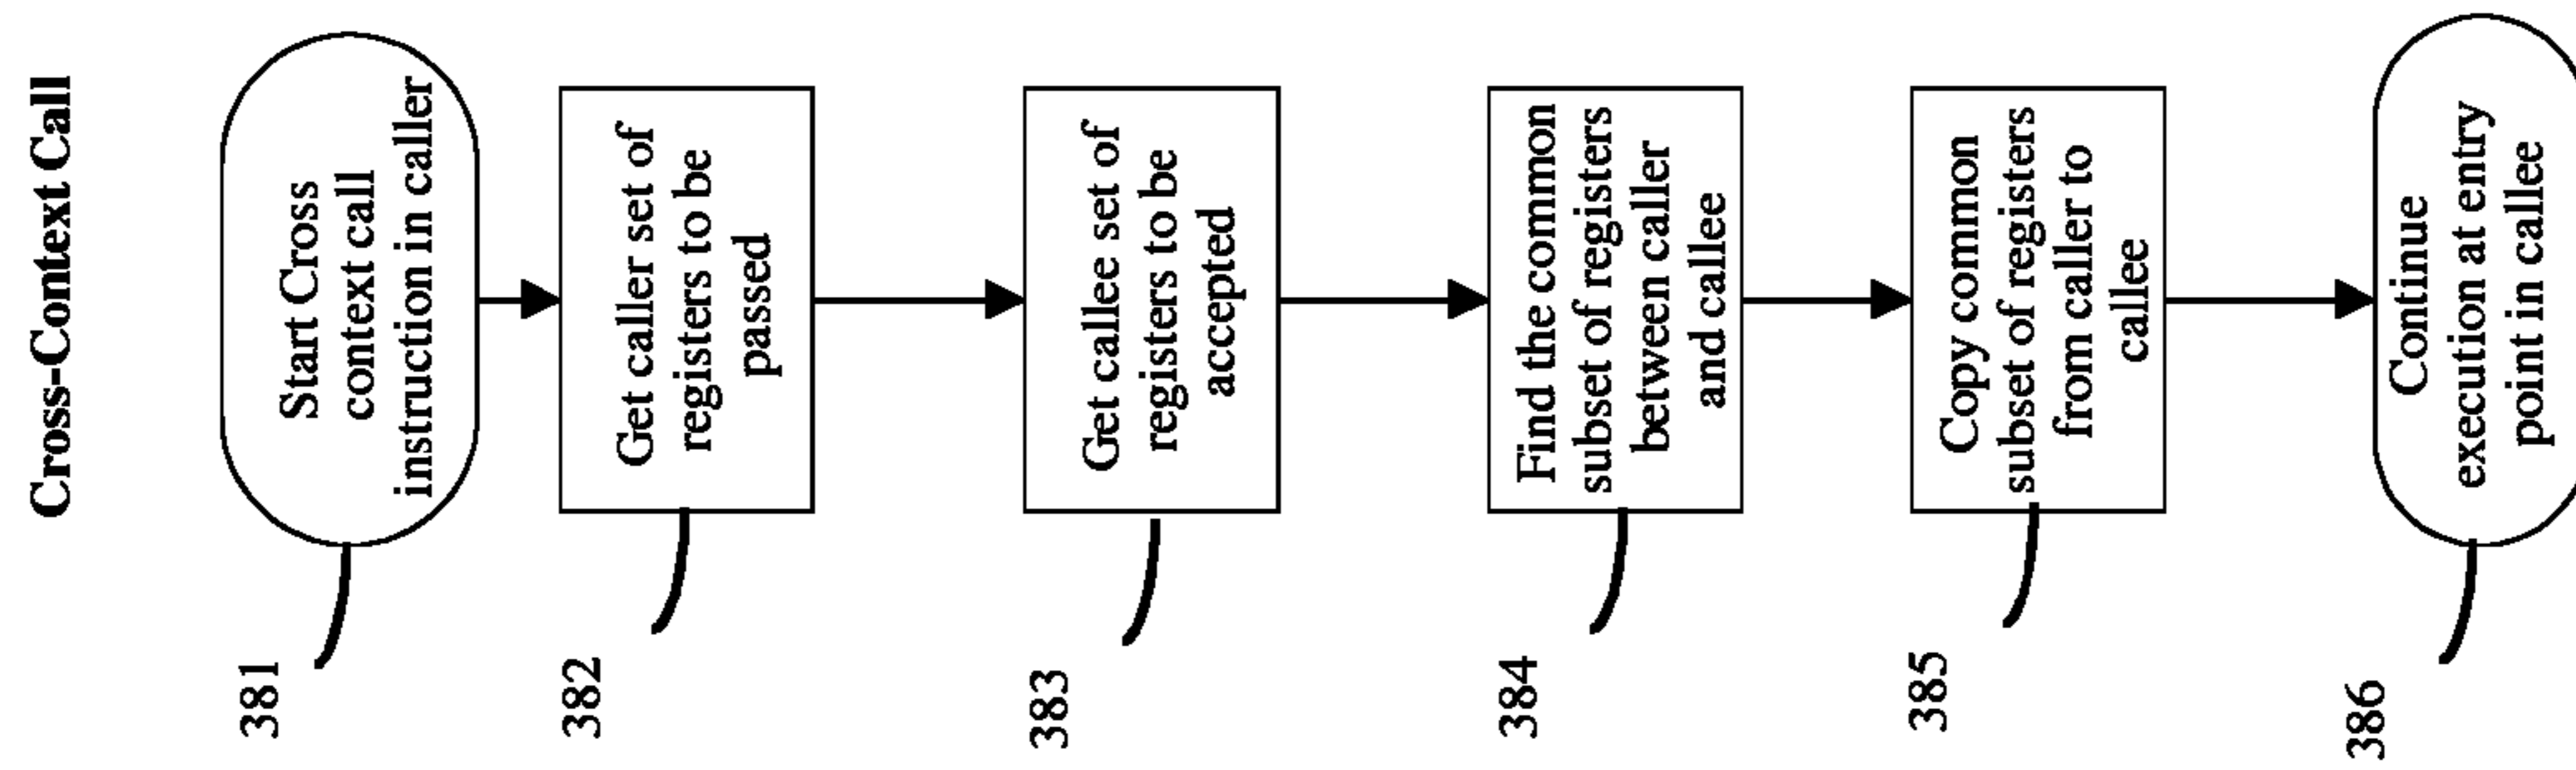 Cross-Context Call
Start Cross
context call
instruction in caller
381
Get caller set of
registers to be
passed
382
Get callee set of
registers to be
accepted
383
Find the common
subset of registers
between caller
and callee
384
Copy common
subset of registers
from caller to
callee
385
Continue
execution at entry
point in callee
386